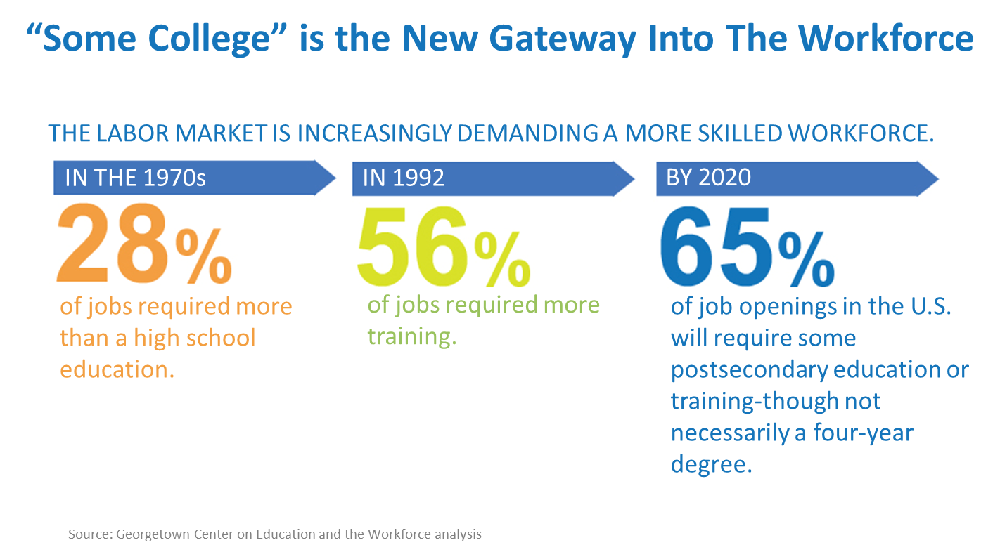 “Some College” is the New Gateway Into The Workforce
THE LABOR MARKET IS INCREASINGLY DEMANDING A MORE SKILLED WORKFORCE.
IN THE 1970s
28%
of jobs required more
than a high school
education.
IN 1992
56%
of jobs required more
training.
BY 2020
65%
of job openings in the U.S.
will require some
postsecondary education or
training-though not
necessarily a four-year
degree.
Source: Georgetown Center on Education and the Workforce analysis